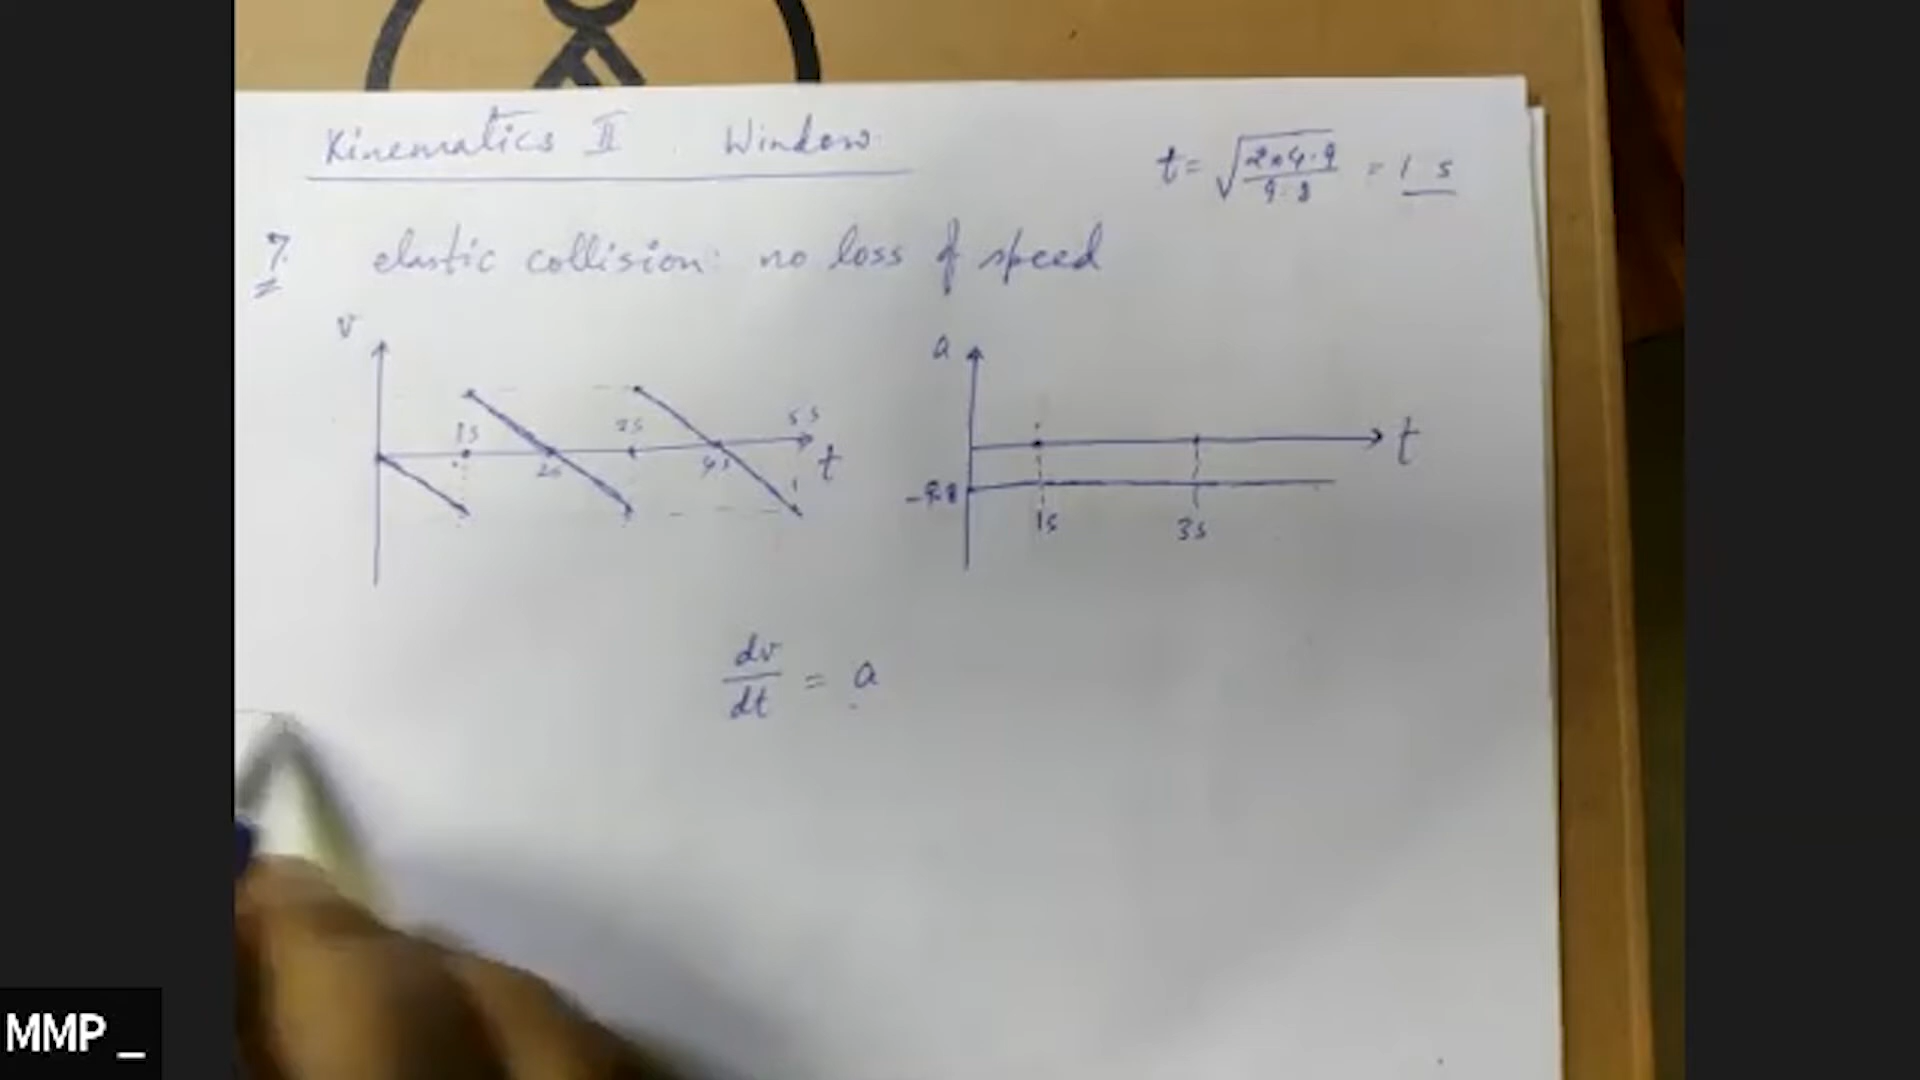 Kinematics II. Window.
t = √(2×4.9/9.8) = 1 s
7. elastic collision: no loss of speed
v
a
1s
2s
5s
2s
4s
t
t
-9.8
1s
3s
dv/dt = a
MMP _